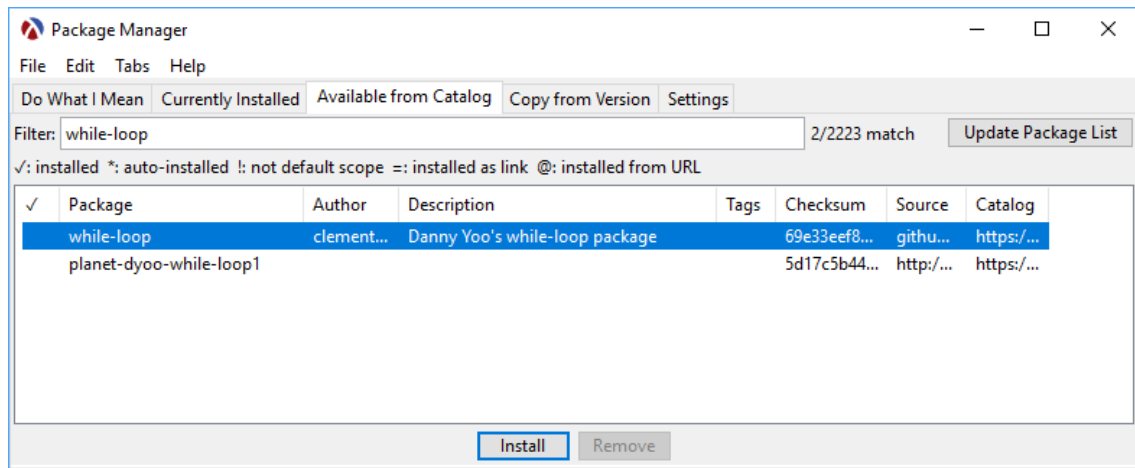 Package Manager
File Edit Tabs Help
Do What I Mean Currently Installed Available from Catalog Copy from Version Settings
Filter: while-loop 2/2223 match Update Package List
✓: installed *: auto-installed !: not default scope =: installed as link @: installed from URL
✓ Package Author Description Tags Checksum Source Catalog
while-loop clement... Danny Yoo's while-loop package 69e33eef8... githu... https:/...
planet-dyoo-while-loop1 5d17c5b44... http:/... https:/...
Install Remove